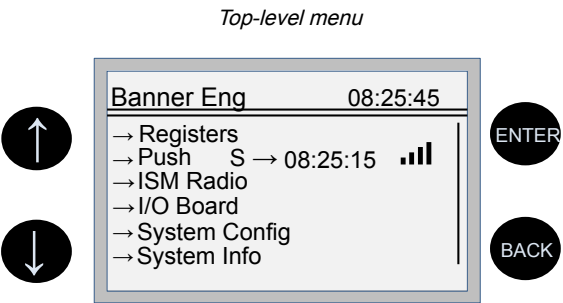 Top-level menu
Banner Eng 08:25:45
→ Registers
→ Push S → 08:25:15
→ ISM Radio
→ I/O Board
→ System Config
→ System Info
↑
↓
ENTER
BACK